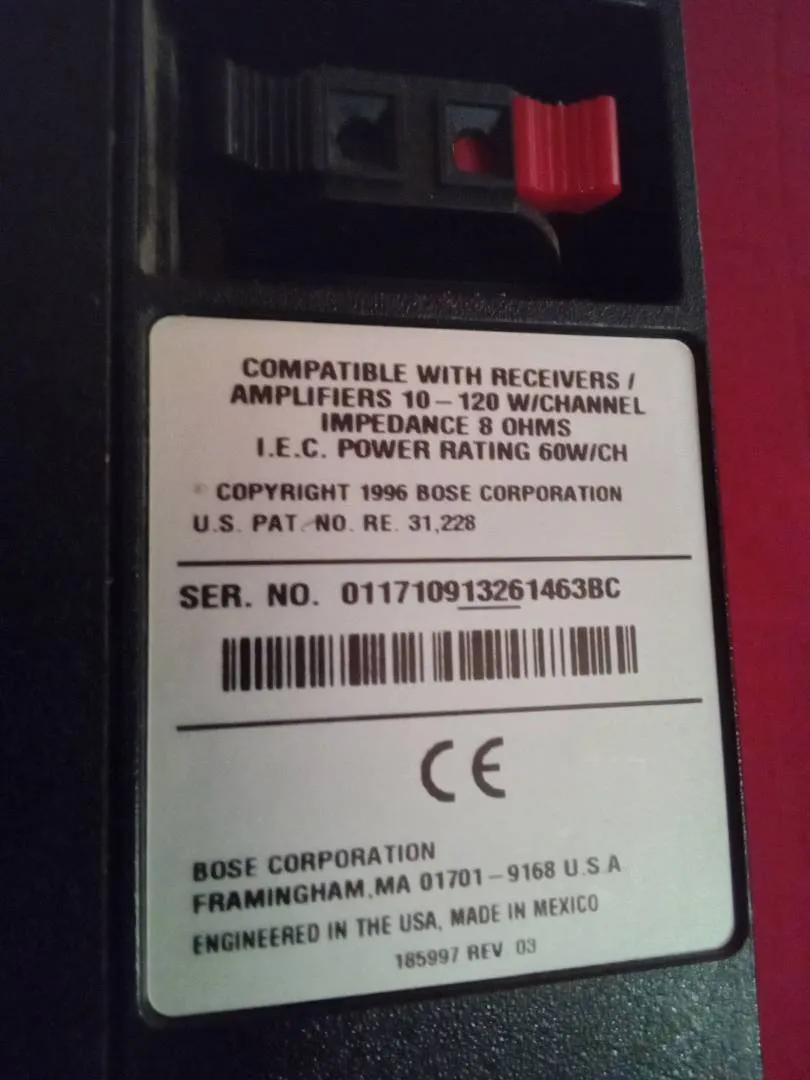 COMPATIBLE WITH RECEIVERS /
AMPLIFIERS 10 – 120 W/CHANNEL
IMPEDANCE 8 OHMS
I.E.C. POWER RATING 60W/CH
COPYRIGHT 1996 BOSE CORPORATION
U.S. PAT. NO. RE. 31,228
SER. NO. 011710913261463BC
CE
BOSE CORPORATION
FRAMINGHAM, MA 01701 – 9168 U.S.A
ENGINEERED IN THE USA, MADE IN MEXICO
185997 REV 03